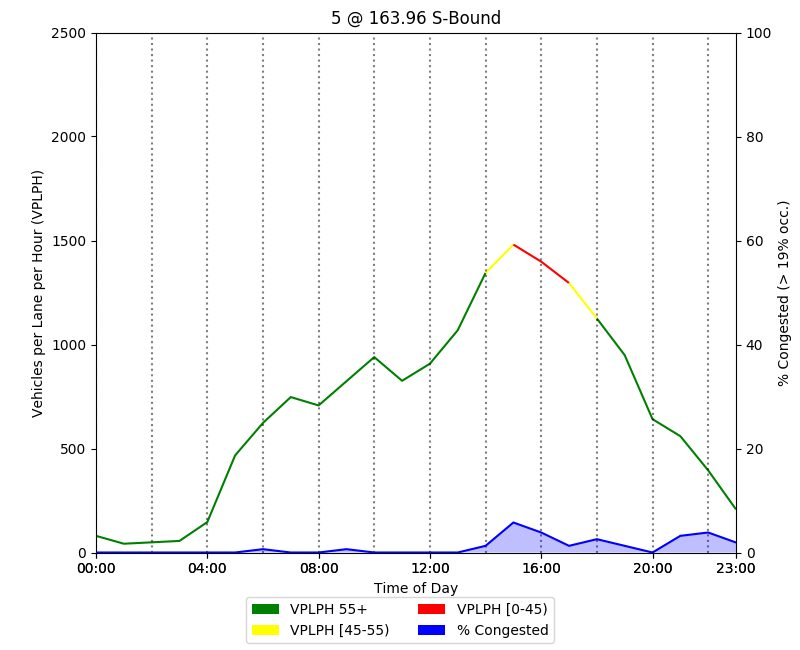 5 @ 163.96 S-Bound
Vehicles per Lane per Hour (VPLPH)
2500
2000
1500
1000
500
0
100
80
60
40
20
0
% Congested (> 19% occ.)
00:00 04:00 08:00 12:00 16:00 20:00 23:00
Time of Day
VPLPH 55+ VPLPH [0-45)
VPLPH [45-55) % Congested